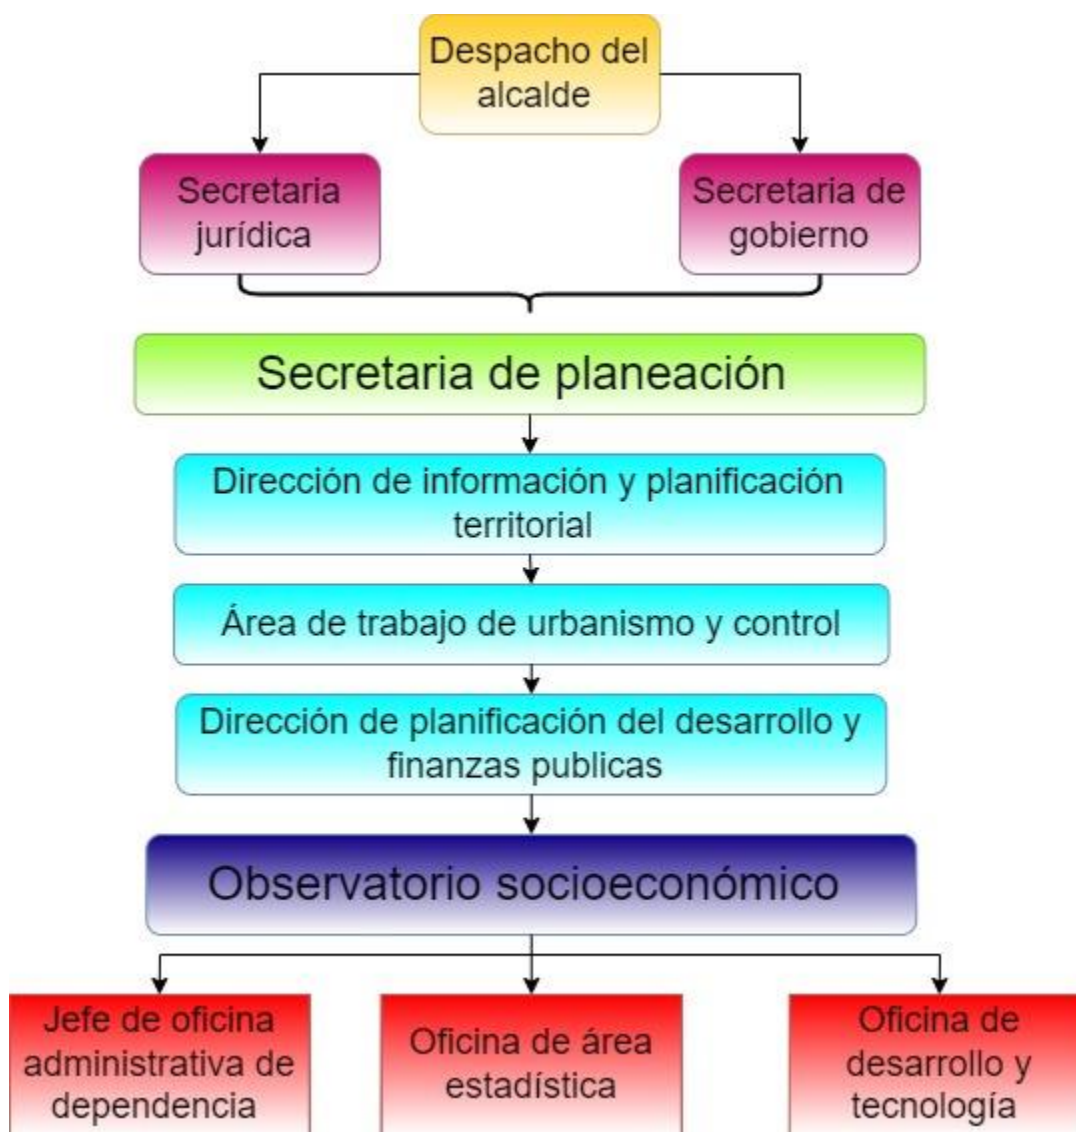 Despacho del
alcalde
Secretaria
jurídica
Secretaria de
gobierno
Secretaria de planeación
Dirección de información y planificación
territorial
Área de trabajo de urbanismo y control
Dirección de planificación del desarrollo y
finanzas publicas
Observatorio socioeconómico
Jefe de oficina
administrativa de
dependencia
Oficina de área
estadística
Oficina de
desarrollo y
tecnología